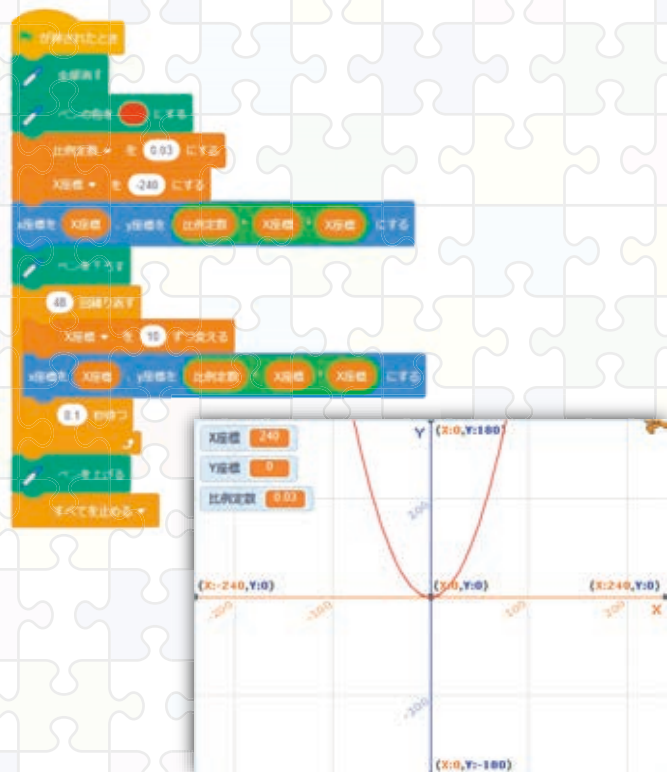 が押されたとき
全部消す
ペンの色を にする
比例定数 を 0.03 にする
X座標 を -240 にする
x座標を X座標 、y座標を 比例定数 * X座標 * X座標 にする
ペンを下ろす
48 回繰り返す
X座標 を 10 ずつ変える
x座標を X座標 、y座標を 比例定数 * X座標 * X座標 にする
0.1 秒待つ
ペンを上げる
すべてを止める
X座標 240
Y座標 0
比例定数 0.03
Y (X:0,Y:180)
100
(X:-240,Y:0) (X:0,Y:0) (X:240,Y:0)
-200 -100 100 200 X
-100
(X:0,Y:-180)